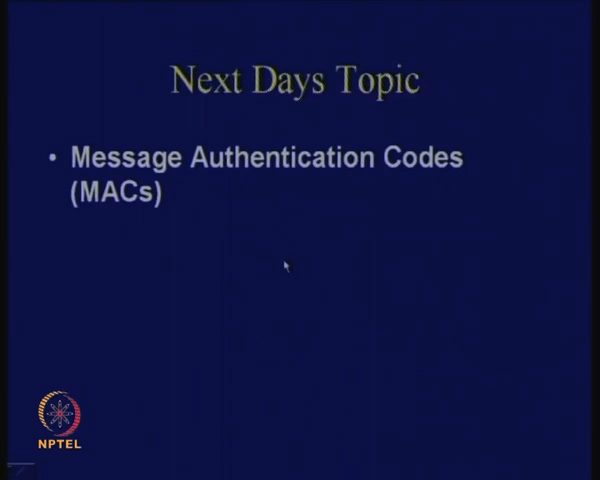 Next Days Topic
• Message Authentication Codes
(MACs)
NPTEL